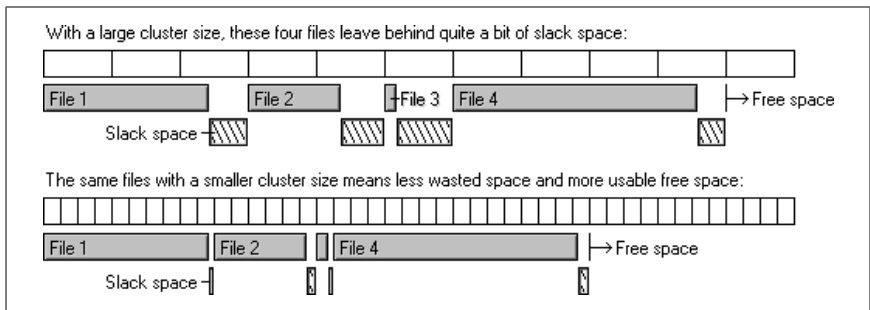 With a large cluster size, these four files leave behind quite a bit of slack space:
File 1 File 2 File 3 File 4 Free space
Slack space
The same files with a smaller cluster size means less wasted space and more usable free space:
File 1 File 2 File 4 Free space
Slack space